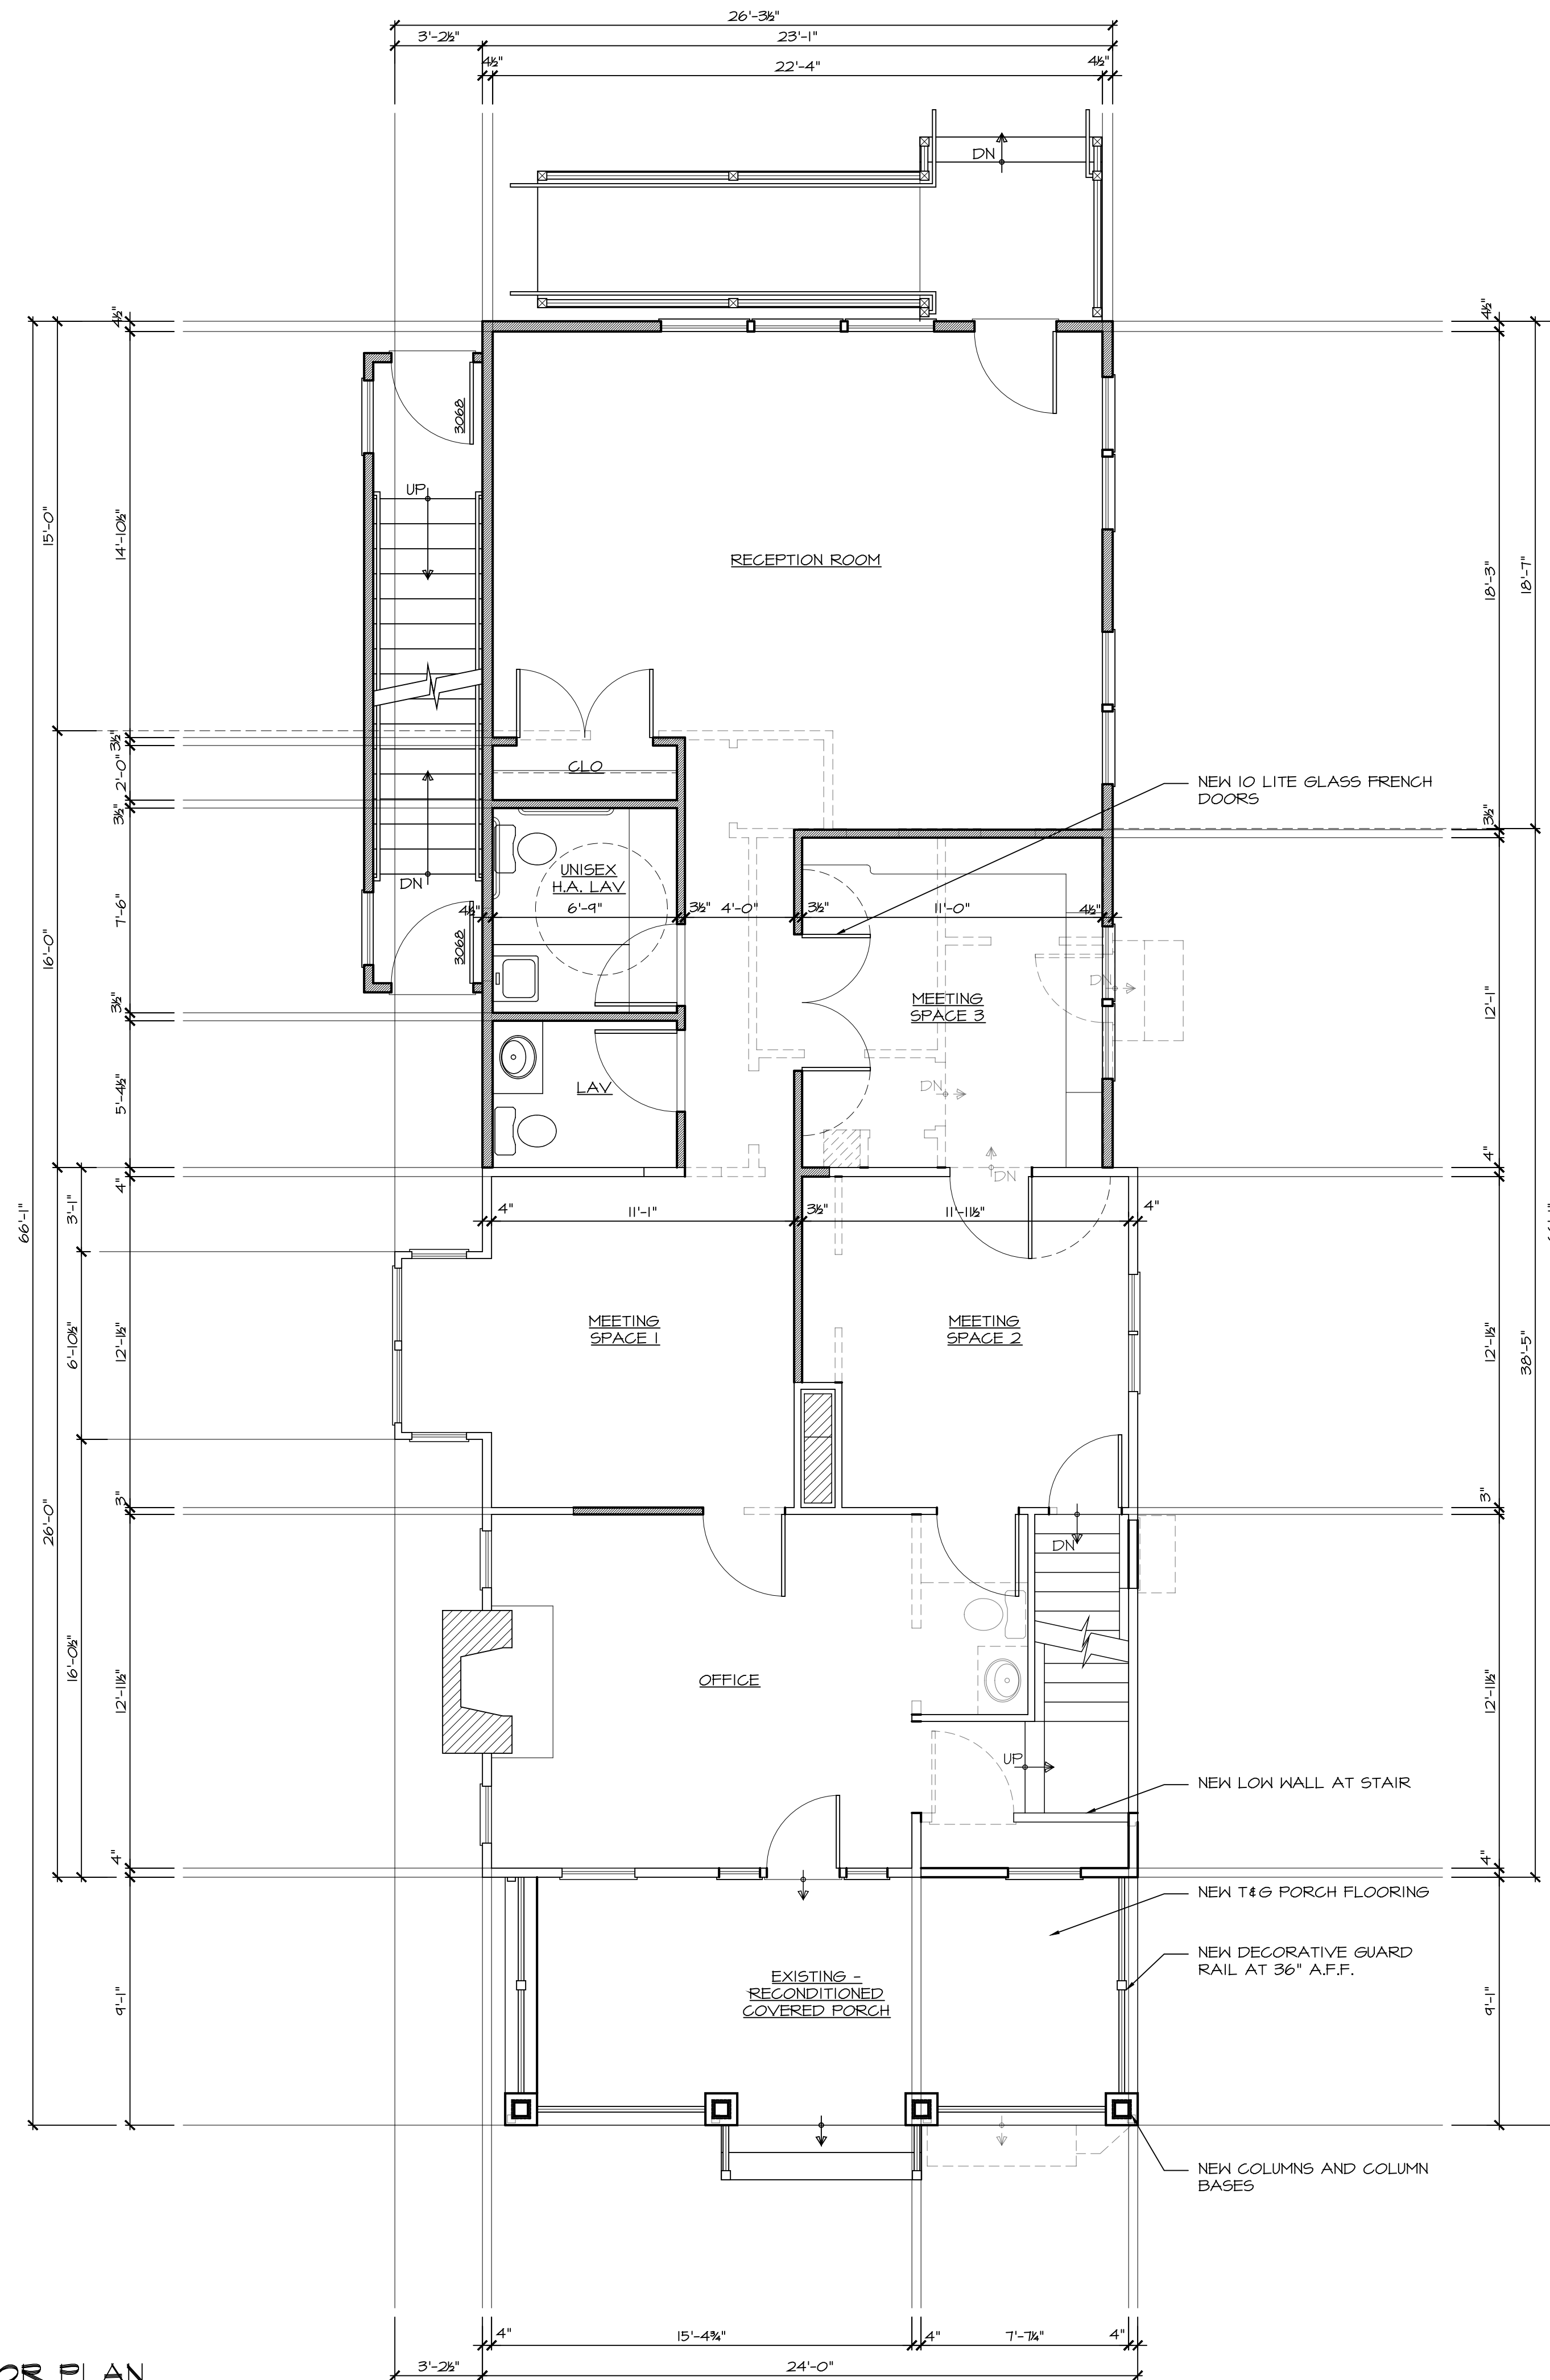 26'-3½"
3'-2½"
23'-1"
4½"
22'-4"
4½"
DN
4½"
4½"
3068
UP
15'-0"
14'-10½"
RECEPTION ROOM
18'-3"
18'-7"
3½"
2'-0"
CLO
3½"
NEW 10 LITE GLASS FRENCH
DOORS
3½"
UNISEX
H.A. LAV
DN
7'-6"
4½"
6'-9"
3½"
4'-0"
3½"
11'-0"
4½"
16'-0"
3068
DN
3½"
MEETING
SPACE 3
12'-1"
5'-4½"
LAV
DN
DN
4"
4"
66'-1"
3'-1"
4"
11'-1"
3½"
11'-11½"
4"
6'-10½"
12'-1½"
MEETING
SPACE 1
MEETING
SPACE 2
12'-1½"
38'-5"
3"
3"
26'-0"
DN
16'-0½"
12'-11½"
OFFICE
12'-11½"
UP
NEW LOW WALL AT STAIR
4"
4"
NEW T&G PORCH FLOORING
NEW DECORATIVE GUARD
RAIL AT 36" A.F.F.
EXISTING -
RECONDITIONED
COVERED PORCH
9'-1"
9'-1"
NEW COLUMNS AND COLUMN
BASES
4"
15'-4¾"
4"
7'-7¼"
4"
3'-2½"
24'-0"
PLAN